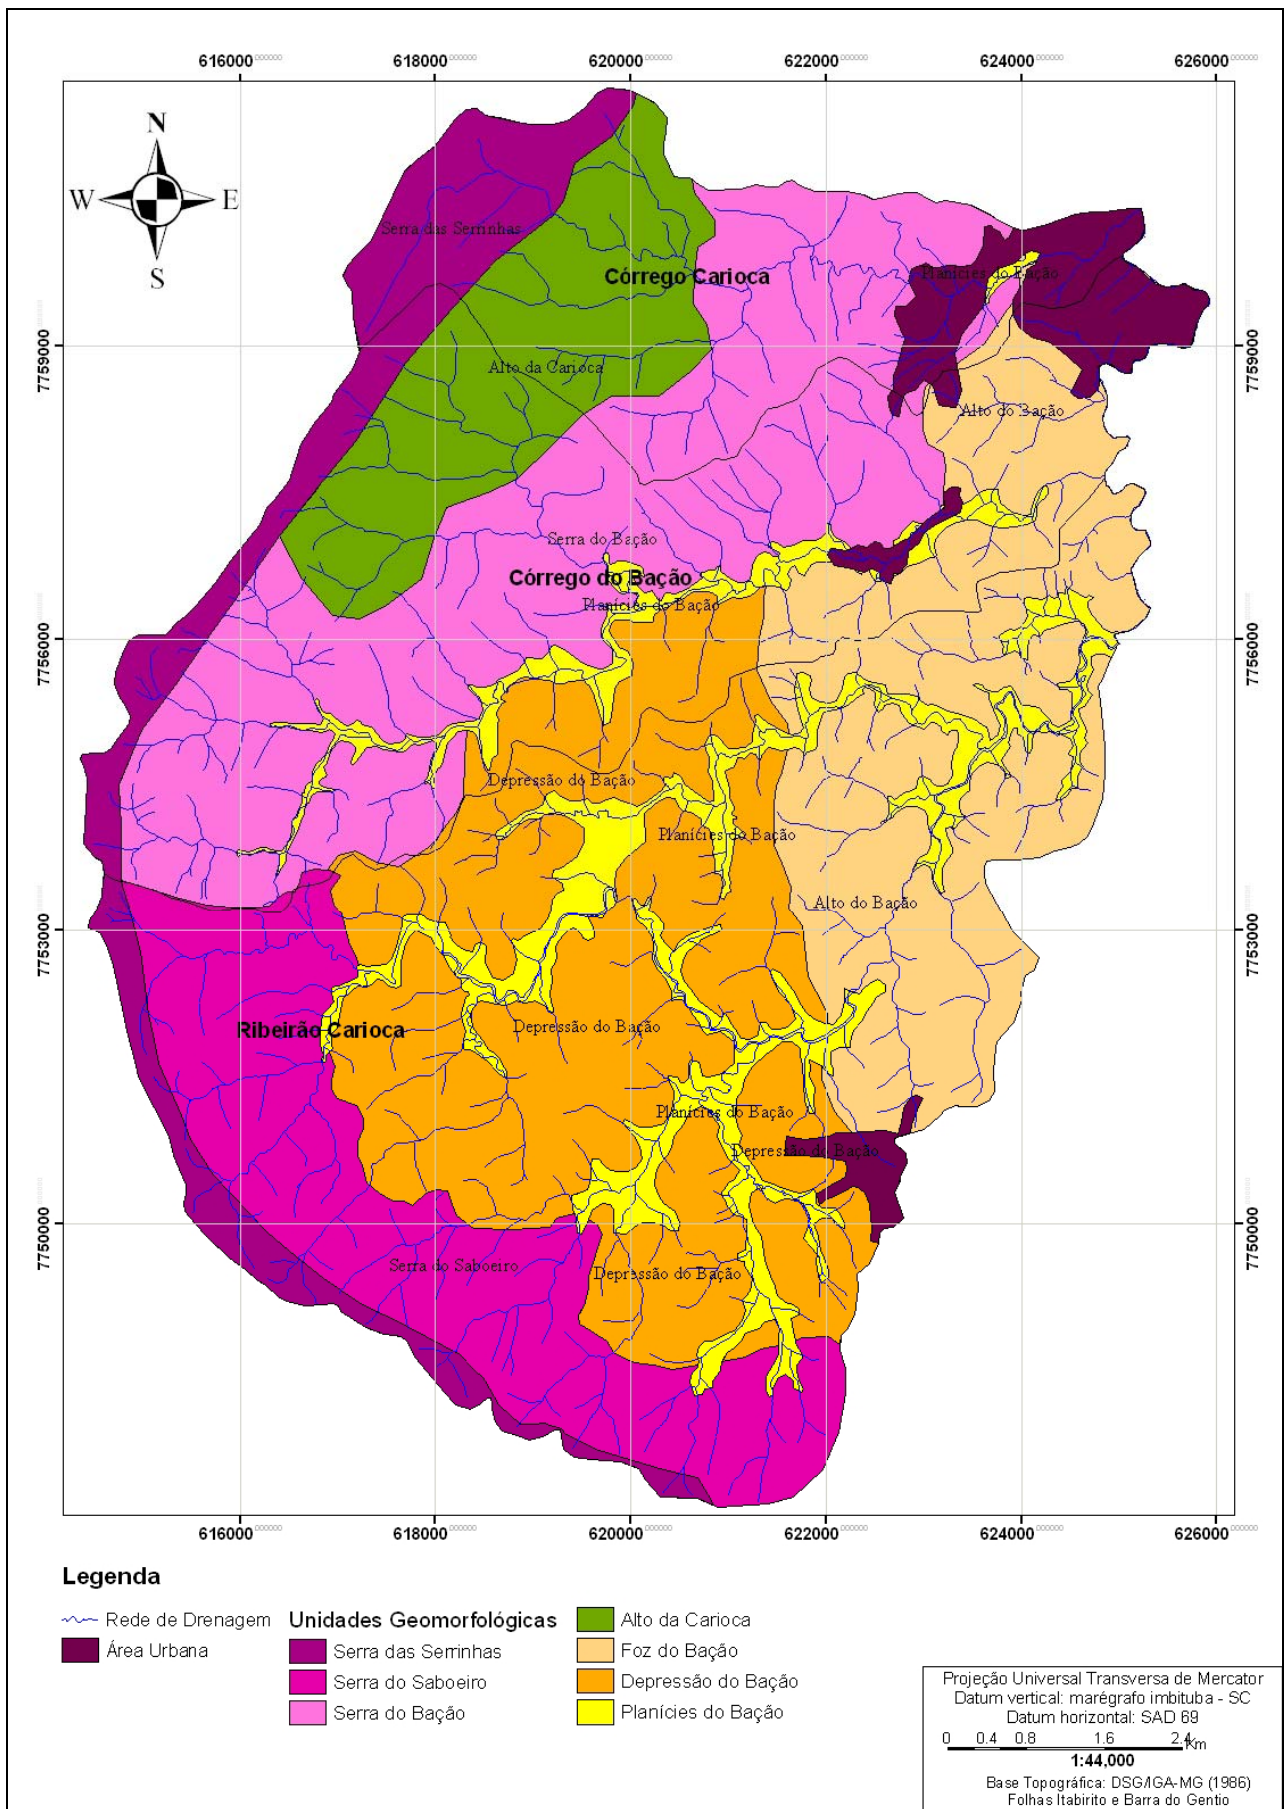 616000 618000 620000 622000 624000 626000
N
W E
S
Serra das Serrinhas
Córrego Carioca
Planícies do Bação
7759000 7759000
Alto da Carioca
Alto do Bação
Serra do Bação
Córrego do Bação
Planícies do Bação
7756000 7756000
Depressão do Bação
Planícies do Bação
Alto do Bação
7753000 7753000
Ribeirão Carioca
Depressão do Bação
Planícies do Bação
Depressão do Bação
7750000 7750000
Serra do Saboeiro
Depressão do Bação
616000 618000 620000 622000 624000 626000
Legenda
Rede de Drenagem
Área Urbana
Unidades Geomorfológicas
Serra das Serrinhas
Serra do Saboeiro
Serra do Bação
Alto da Carioca
Foz do Bação
Depressão do Bação
Planícies do Bação
Projeção Universal Transversa de Mercator
Datum vertical: marégrafo imbituba - SC
Datum horizontal: SAD 69
0 0.4 0.8 1.6 2.4 Km
1:44,000
Base Topográfica: DSG/IGA-MG (1986)
Folhas Itabirito e Barra do Gentio